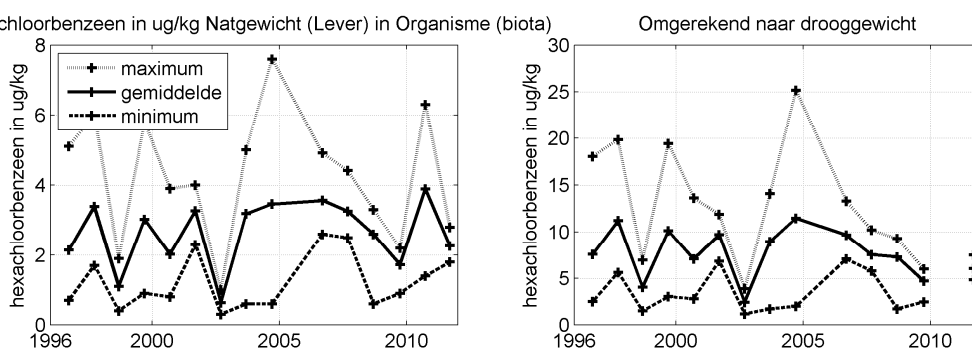 chloorbenzeen in ug/kg Natgewicht (Lever) in Organisme (biota)
hexachloorbenzeen in ug/kg
8
6
4
2
0
maximum
gemiddelde
minimum
1996
2000
2005
2010
Omgerekend naar drooggewicht
hexachloorbenzeen in ug/kg
30
25
20
15
10
5
0
1996
2000
2005
2010